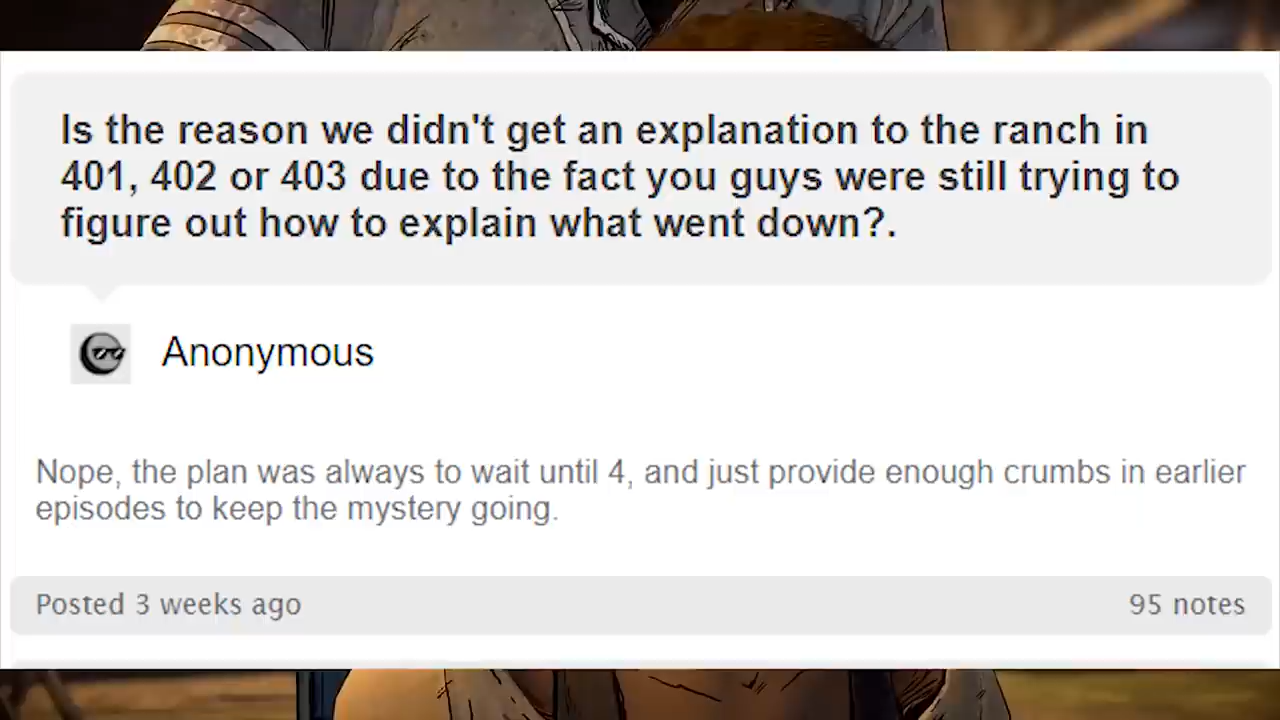 Is the reason we didn't get an explanation to the ranch in
401, 402 or 403 due to the fact you guys were still trying to
figure out how to explain what went down?.
Anonymous
Nope, the plan was always to wait until 4, and just provide enough crumbs in earlier
episodes to keep the mystery going.
Posted 3 weeks ago
95 notes